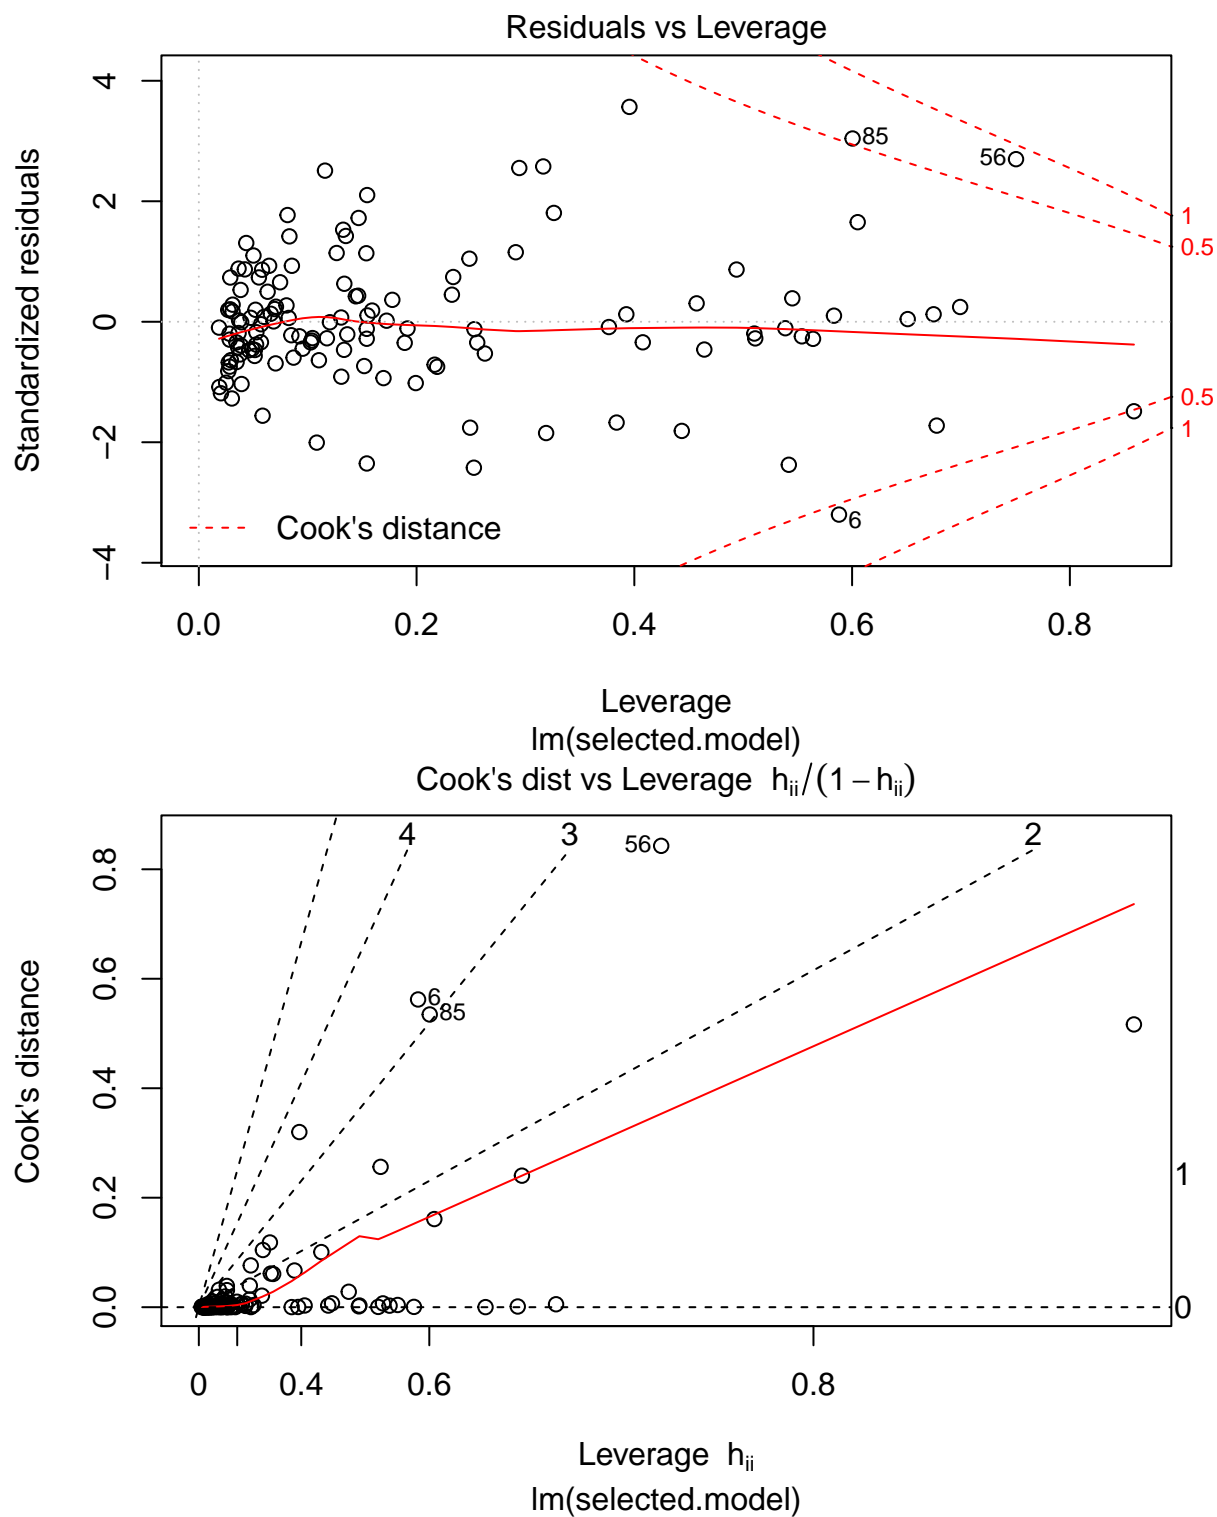 Residuals vs Leverage
Standardized residuals
4
2
0
−2
−4
85
56
6
1
0.5
0.5
1
Cook's distance
0.0 0.2 0.4 0.6 0.8
Leverage
lm(selected.model)
Cook's dist vs Leverage hii/(1 − hii)
Cook's distance
0.8
0.6
0.4
0.2
0.0
4 3 2
56
6
85
1
0
0 0.4 0.6 0.8
Leverage hii
lm(selected.model)